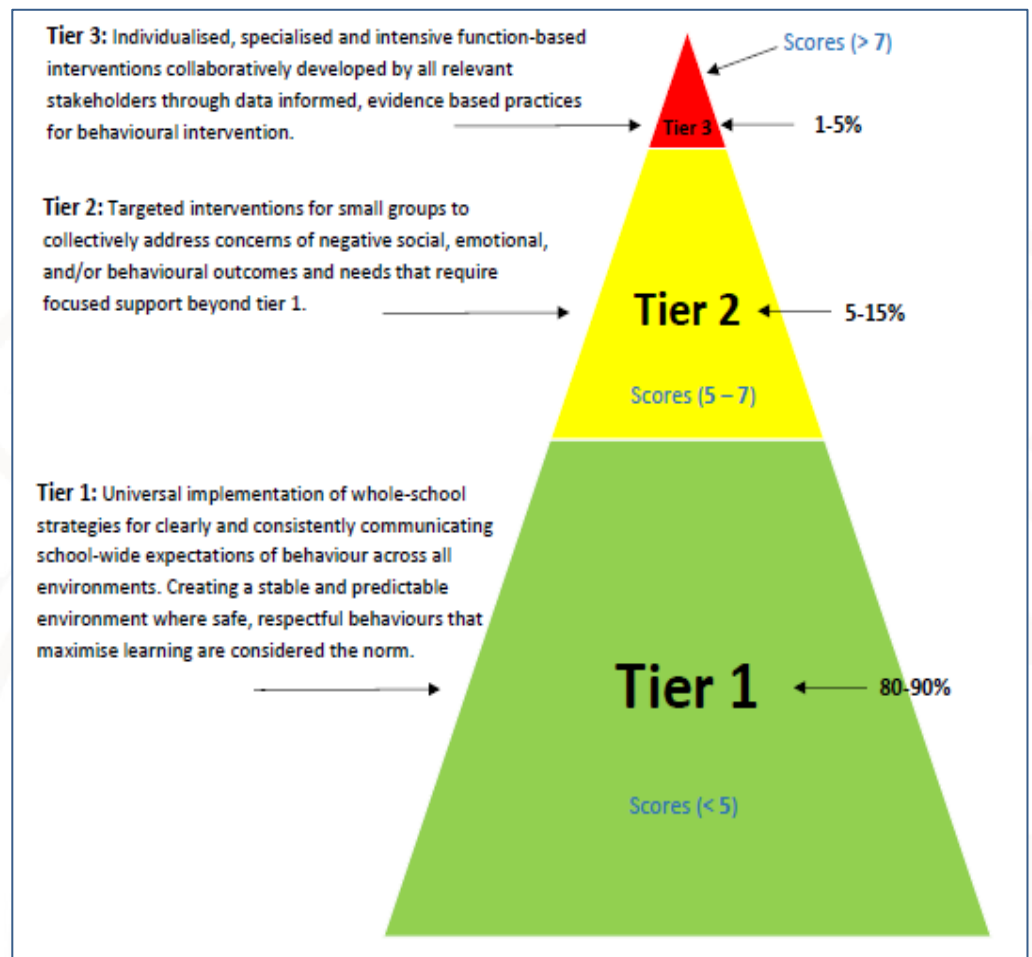 Tier 3: Individualised, specialised and intensive function-based
interventions collaboratively developed by all relevant
stakeholders through data informed, evidence based practices
for behavioural intervention.
Scores (> 7)
Tier 3
1-5%
Tier 2: Targeted interventions for small groups to
collectively address concerns of negative social, emotional,
and/or behavioural outcomes and needs that require
focused support beyond tier 1.
Tier 2
5-15%
Scores (5 – 7)
Tier 1: Universal implementation of whole-school
strategies for clearly and consistently communicating
school-wide expectations of behaviour across all
environments. Creating a stable and predictable
environment where safe, respectful behaviours that
maximise learning are considered the norm.
Tier 1
80-90%
Scores (< 5)